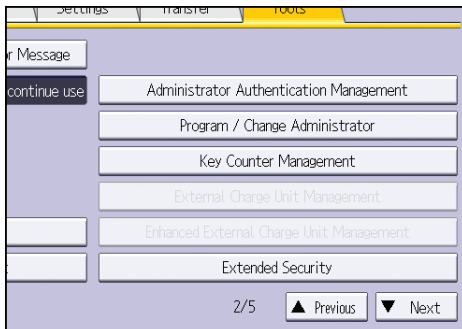 Settings Transfer Tools
r Message
continue use
Administrator Authentication Management
Program / Change Administrator
Key Counter Management
External Charge Unit Management
Enhanced External Charge Unit Management
Extended Security
2/5 ▲ Previous ▼ Next